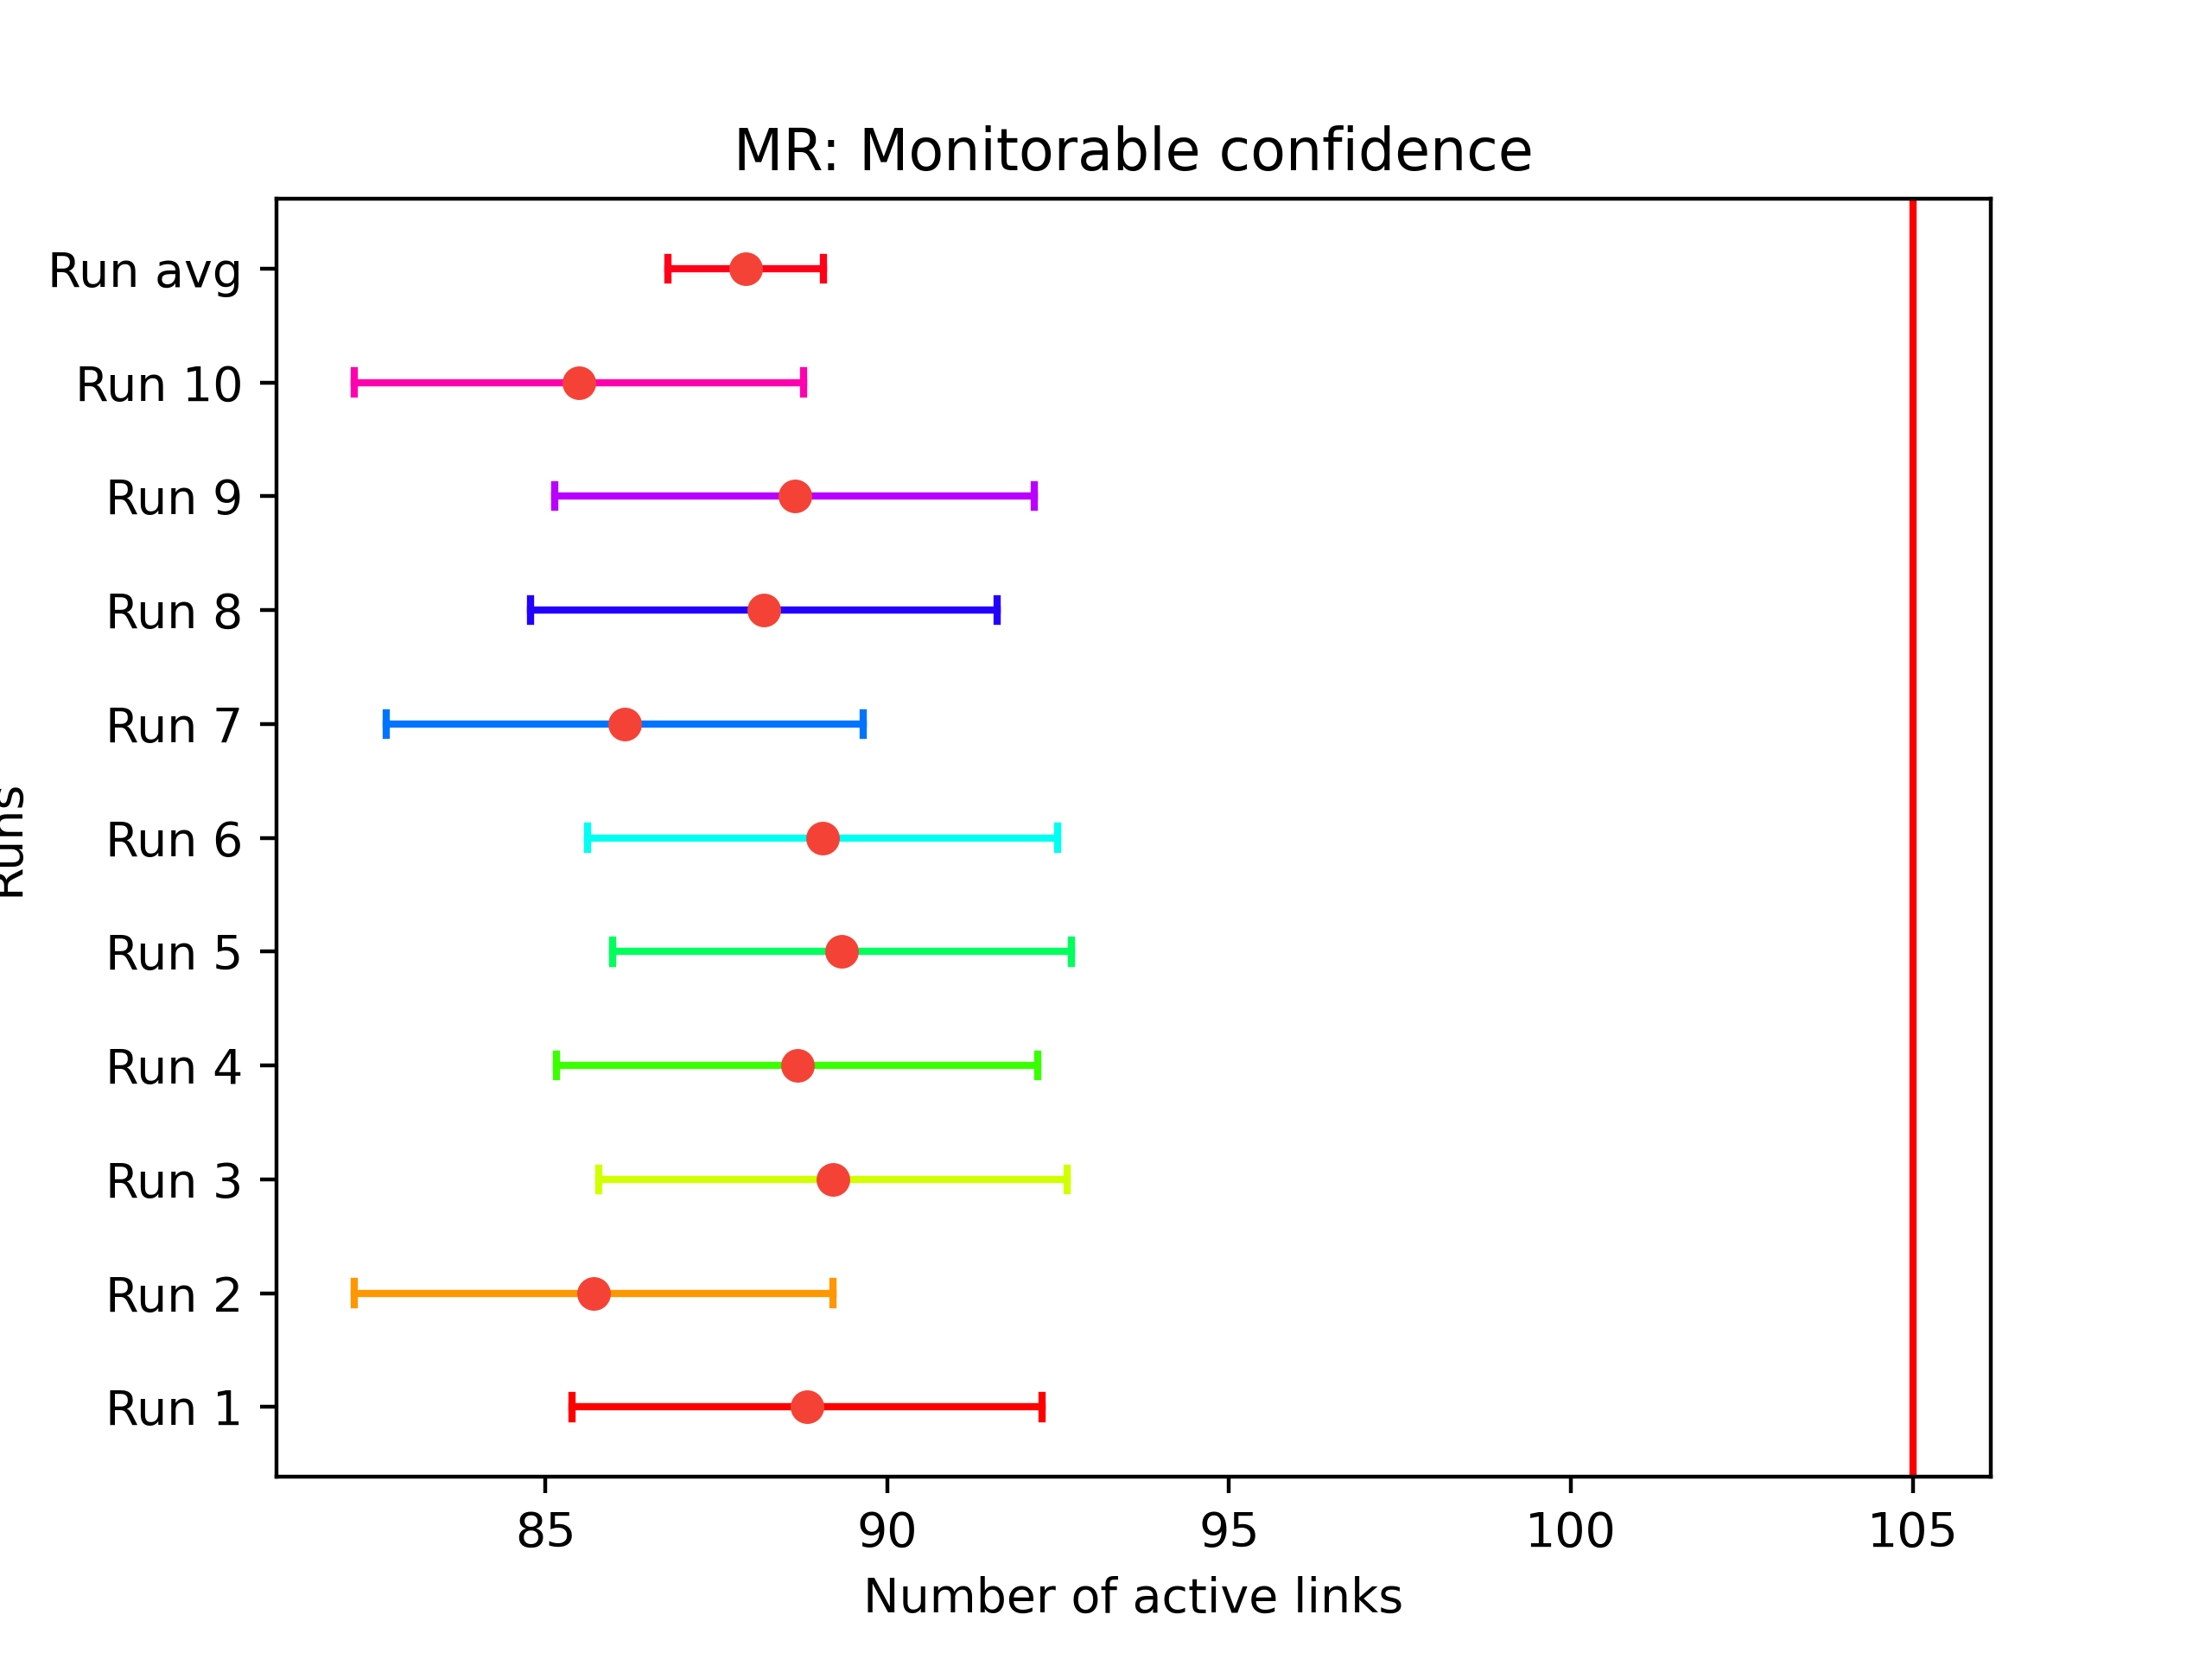 MR: Monitorable confidence
Run avg
Run 10
Run 9
Run 8
Run 7
Run 6
Run 5
Run 4
Run 3
Run 2
Run 1
Runs
85 90 95 100 105
Number of active links